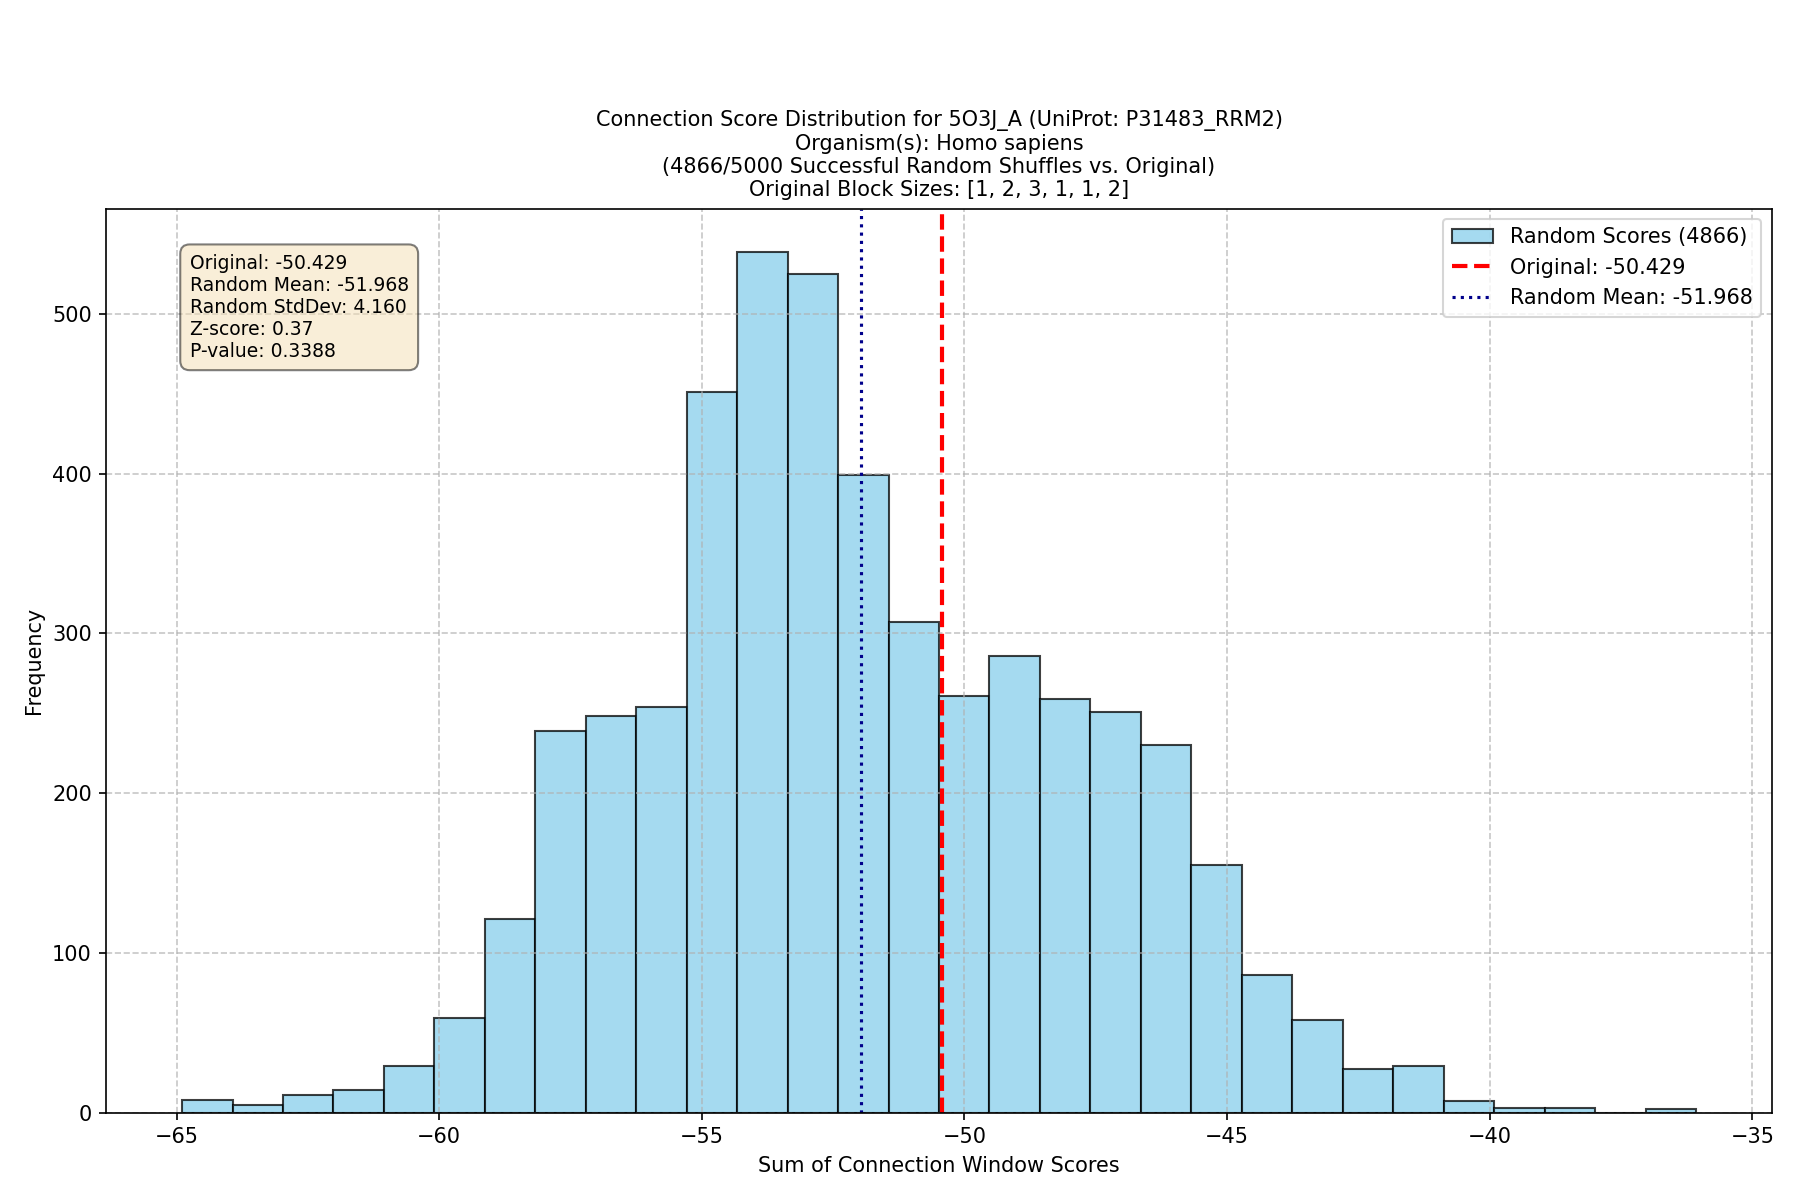 Connection Score Distribution for 5O3J_A (UniProt: P31483_RRM2)
Organism(s): Homo sapiens
(4866/5000 Successful Random Shuffles vs. Original)
Original Block Sizes: [1, 2, 3, 1, 1, 2]
Original: -50.429
Random Mean: -51.968
Random StdDev: 4.160
Z-score: 0.37
P-value: 0.3388
Random Scores (4866)
Original: -50.429
Random Mean: -51.968
Frequency
500
400
300
200
100
0
−65
−60
−55
−50
−45
−40
−35
Sum of Connection Window Scores